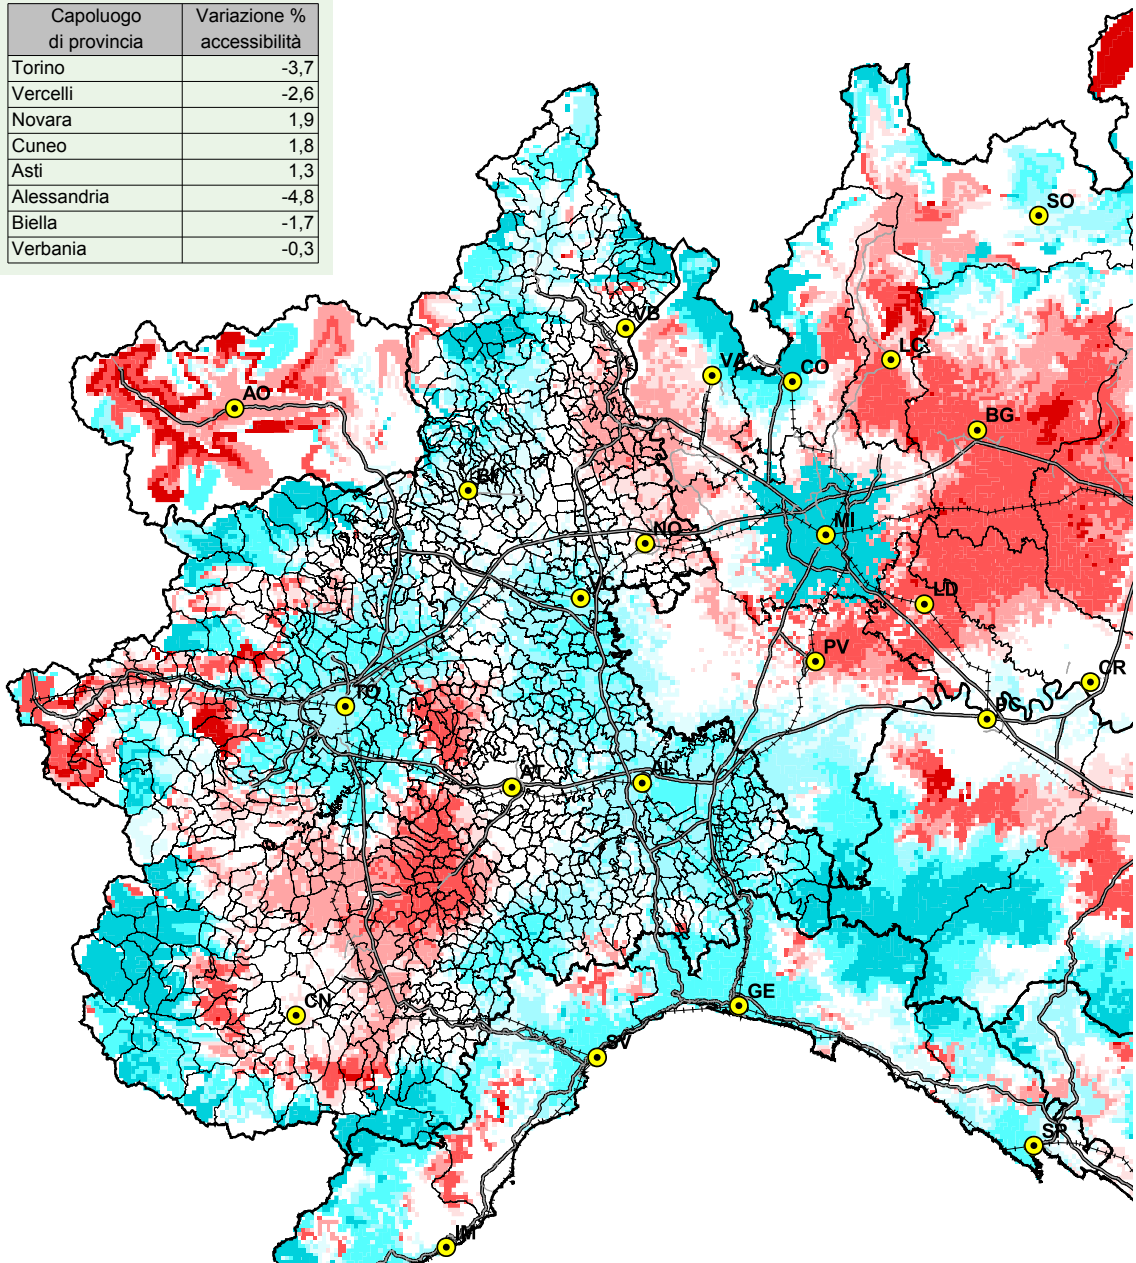 Capoluogo di provincia Variazione % accessibilità
Torino -3,7
Vercelli -2,6
Novara 1,9
Cuneo 1,8
Asti 1,3
Alessandria -4,8
Biella -1,7
Verbania -0,3
SO
VB
LC
VA
CO
AO
BG
BI
MI
NO
VC
LD
PV
CR
TO
PC
AT
AL
GE
CN
SV
SP
IM